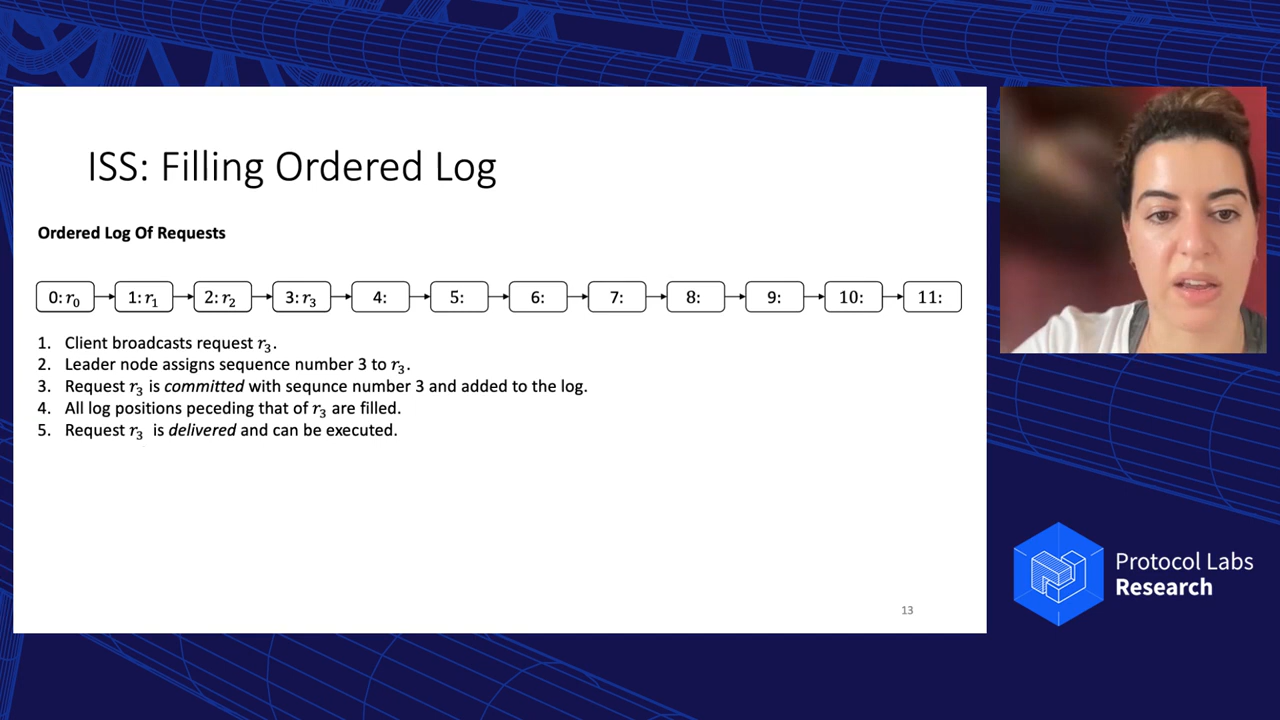 ISS: Filling Ordered Log
Ordered Log Of Requests
0: r₀ 1: r₁ 2: r₂ 3: r₃ 4: 5: 6: 7: 8: 9: 10: 11:
1. Client broadcasts request r₃.
2. Leader node assigns sequence number 3 to r₃.
3. Request r₃ is committed with sequnce number 3 and added to the log.
4. All log positions peceding that of r₃ are filled.
5. Request r₃ is delivered and can be executed.
13
Protocol Labs
Research